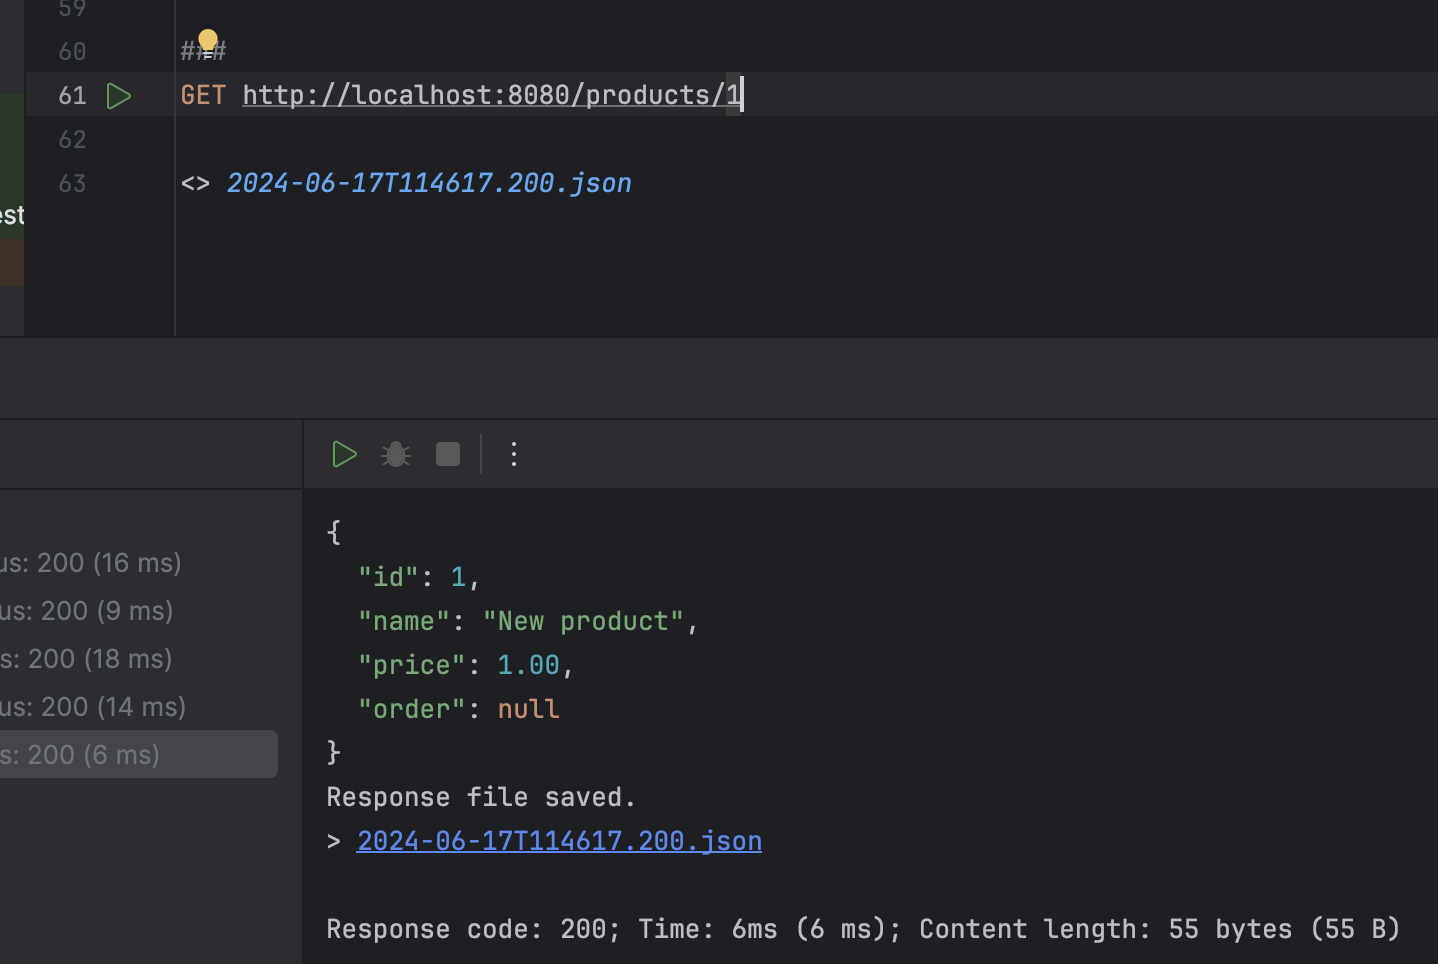 59
60 ###
61 GET http://localhost:8080/products/1
62
63 <> 2024-06-17T114617.200.json
est
us: 200 (16 ms)
us: 200 (9 ms)
s: 200 (18 ms)
us: 200 (14 ms)
s: 200 (6 ms)
{
  "id": 1,
  "name": "New product",
  "price": 1.00,
  "order": null
}
Response file saved.
> 2024-06-17T114617.200.json
Response code: 200; Time: 6ms (6 ms); Content length: 55 bytes (55 B)